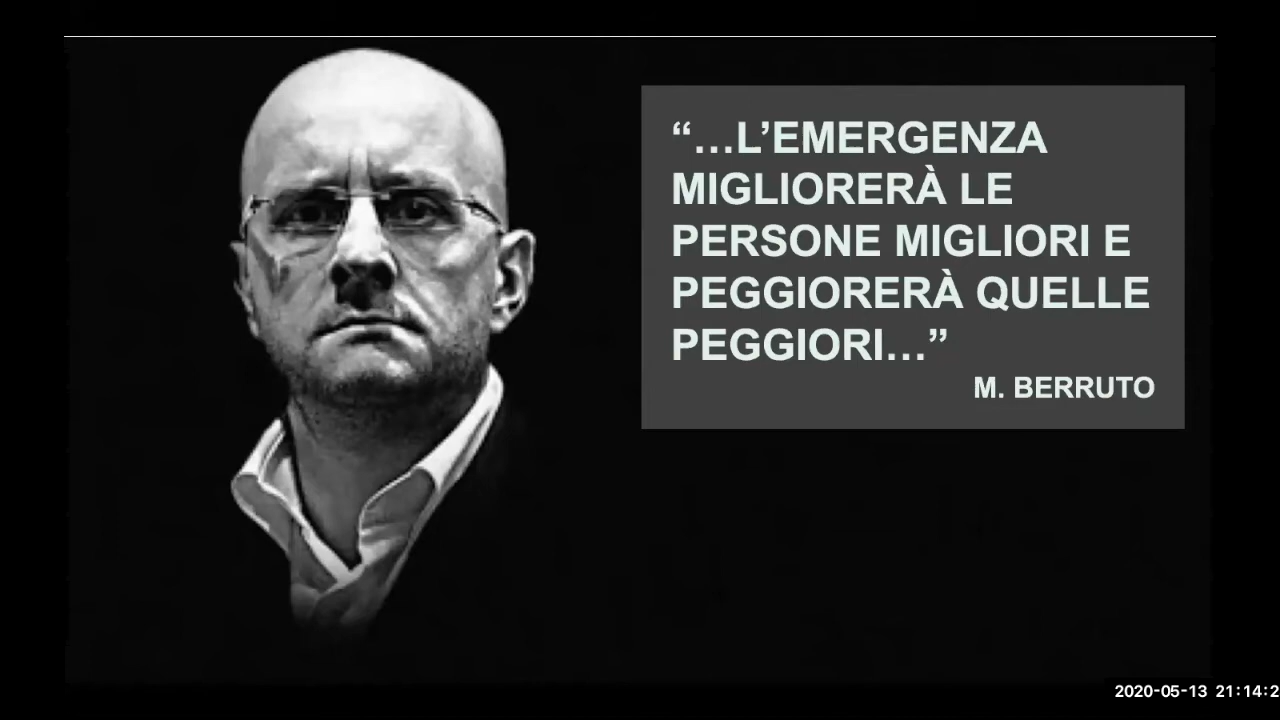 “…L’EMERGENZA
MIGLIORERÀ LE
PERSONE MIGLIORI E
PEGGIORERÀ QUELLE
PEGGIORI…”
M. BERRUTO
2020-05-13 21:14:2